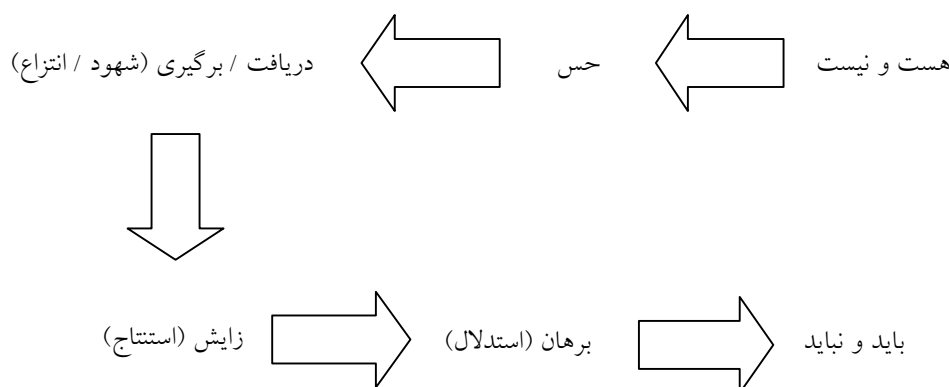 هست و نیست
حس
دریافت / برگیری (شهود / انتزاع)
زایش (استنتاج)
برهان (استدلال)
باید و نباید